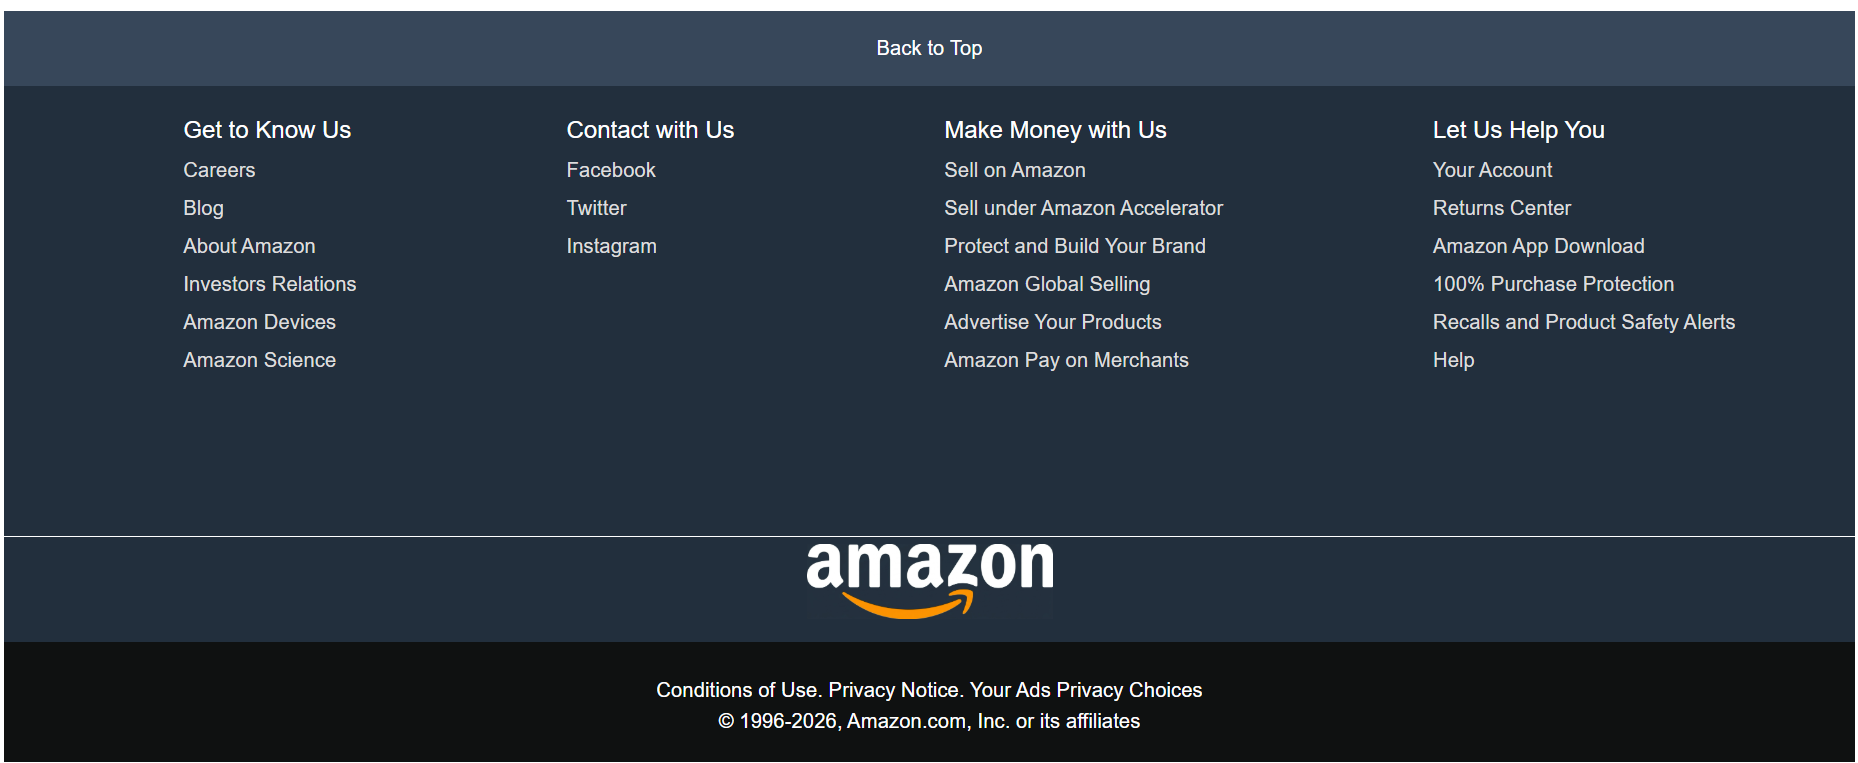 Back to Top
Get to Know Us
Careers
Blog
About Amazon
Investors Relations
Amazon Devices
Amazon Science
Contact with Us
Facebook
Twitter
Instagram
Make Money with Us
Sell on Amazon
Sell under Amazon Accelerator
Protect and Build Your Brand
Amazon Global Selling
Advertise Your Products
Amazon Pay on Merchants
Let Us Help You
Your Account
Returns Center
Amazon App Download
100% Purchase Protection
Recalls and Product Safety Alerts
Help
amazon
Conditions of Use. Privacy Notice. Your Ads Privacy Choices
© 1996-2026, Amazon.com, Inc. or its affiliates